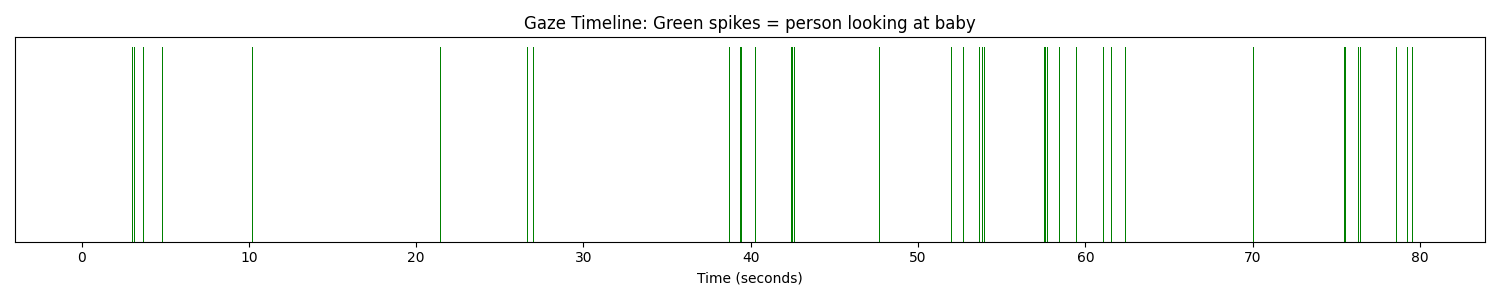 Gaze Timeline: Green spikes = person looking at baby
0 10 20 30 40 50 60 70 80
Time (seconds)